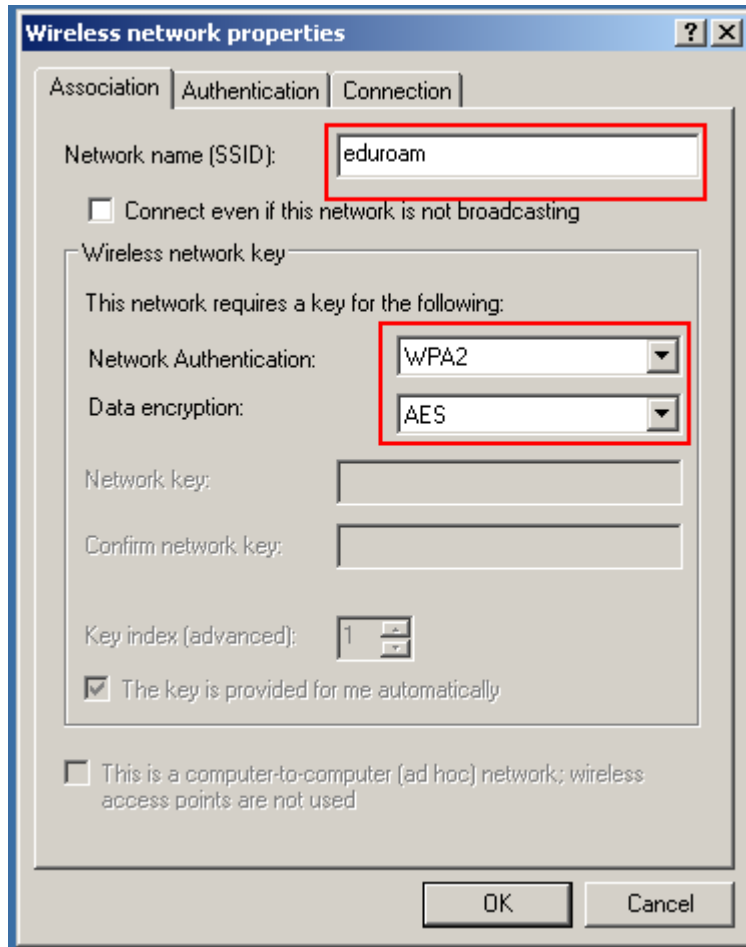 Wireless network properties
Association Authentication Connection
Network name (SSID): eduroam
Connect even if this network is not broadcasting
Wireless network key
This network requires a key for the following:
Network Authentication: WPA2
Data encryption: AES
Network key:
Confirm network key:
Key index (advanced): 1
The key is provided for me automatically
This is a computer-to-computer (ad hoc) network; wireless
access points are not used
OK Cancel